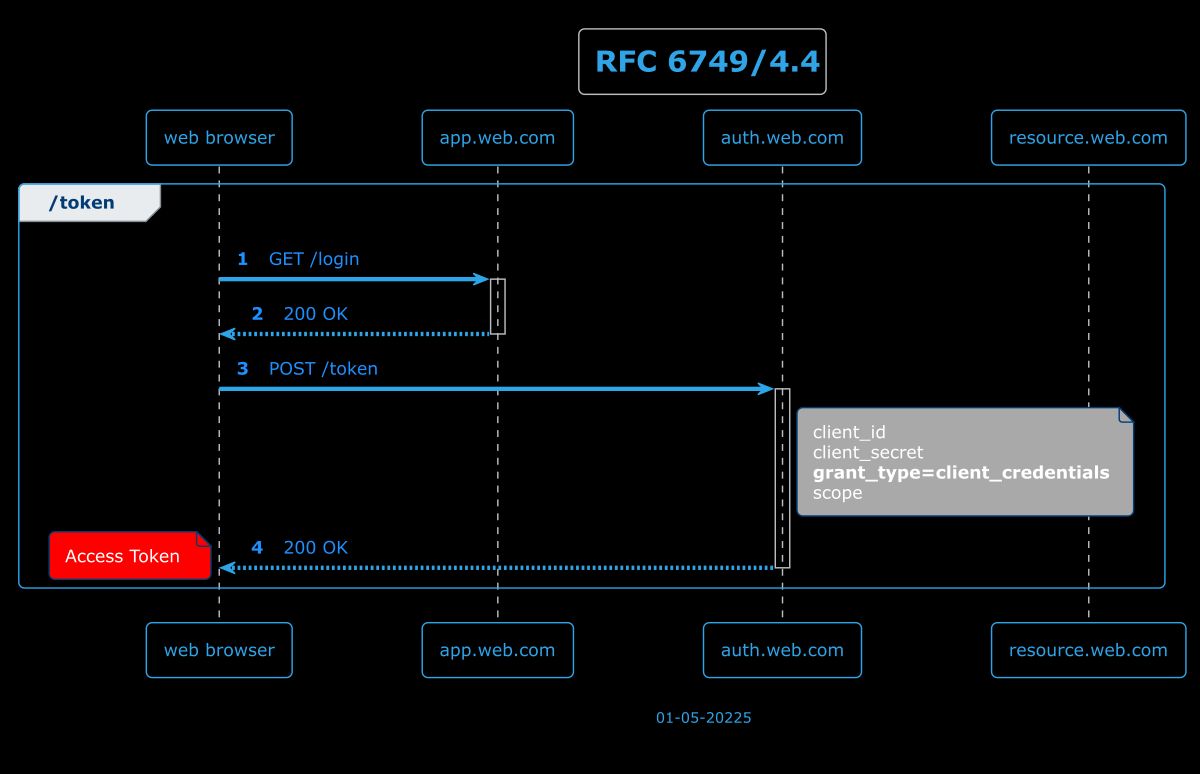 RFC 6749/4.4
web browser
app.web.com
auth.web.com
resource.web.com
/token
1 GET /login
2 200 OK
3 POST /token
client_id
client_secret
grant_type=client_credentials
scope
4 200 OK
Access Token
web browser
app.web.com
auth.web.com
resource.web.com
01-05-20225